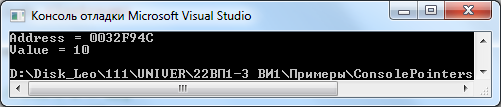 Консоль отладки Microsoft Visual Studio
Address = 0032F94C
Value = 10
D:\Disk_Leo\111\UNIVER\22ВП1-3 ВИ1\Примеры\ConsolePointers